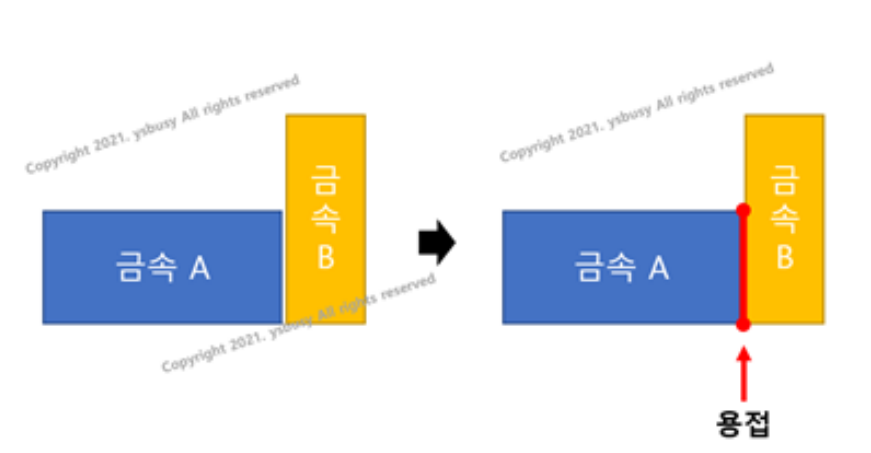 Copyright 2021. ysbusy All rights reserved
Copyright 2021. ysbusy All rights reserved
금
속
B
금
속
B
금속 A
금속 A
Copyright 2021. ysbusy All rights reserved
용접